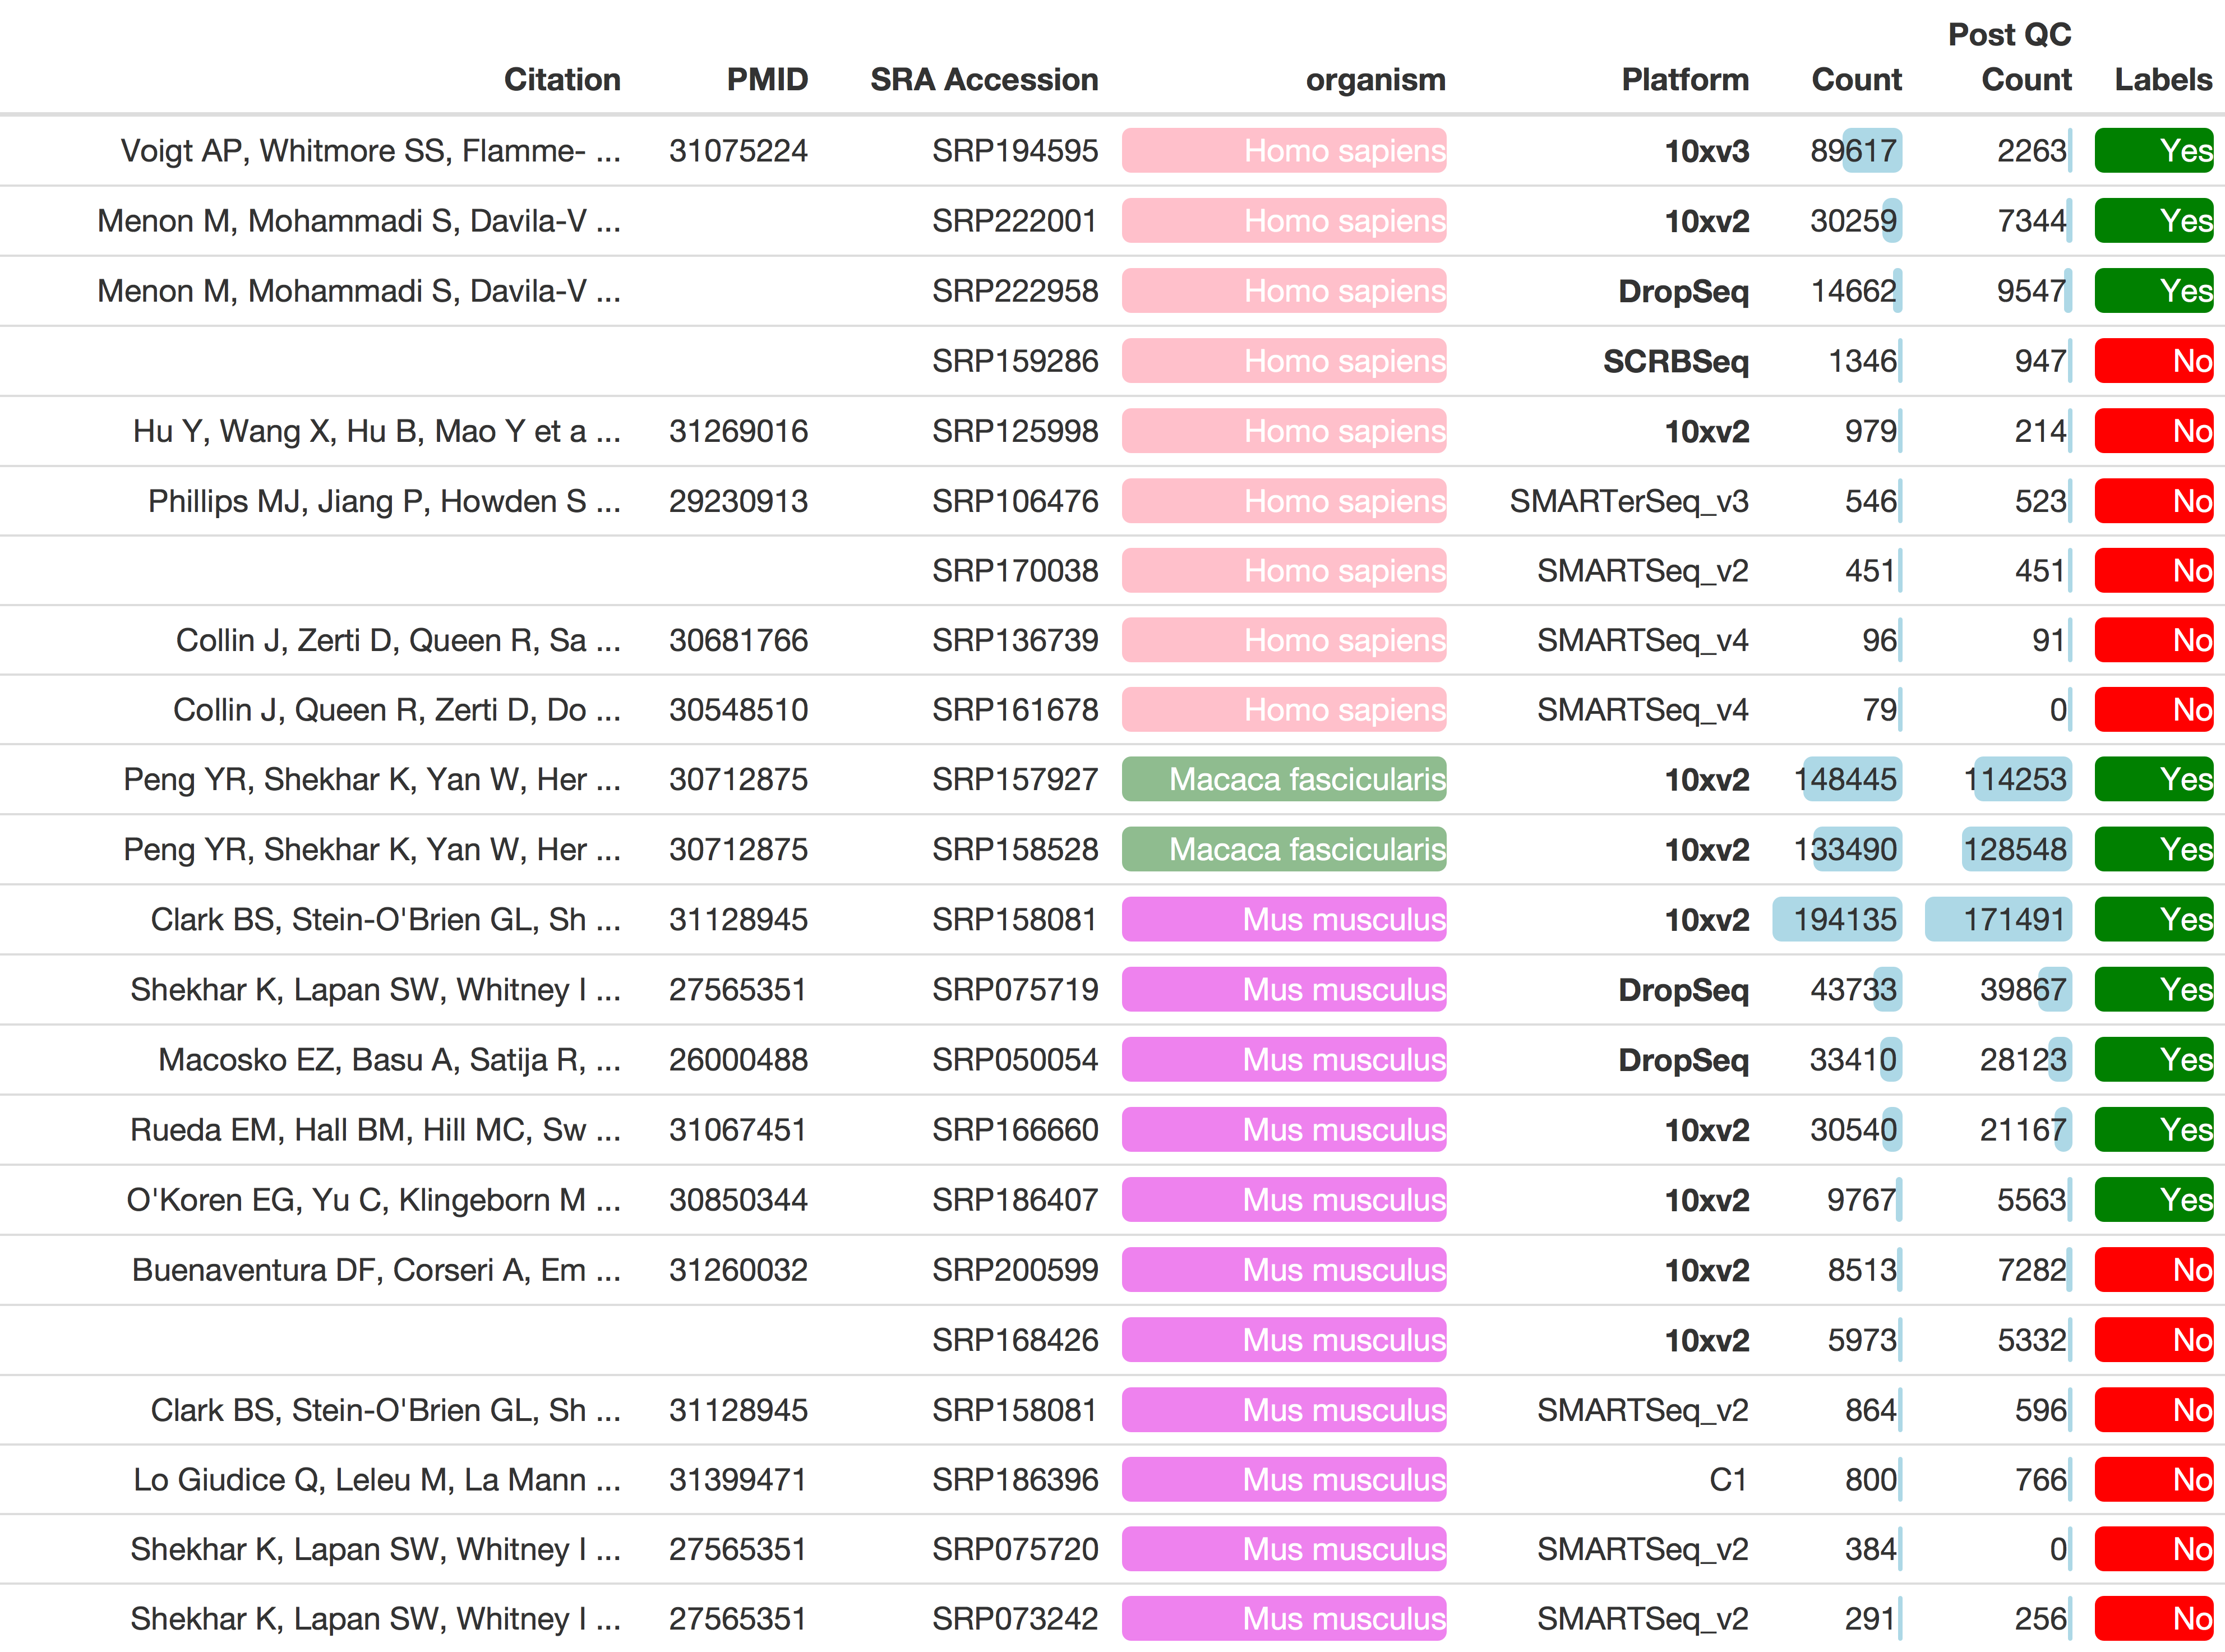 Citation PMID SRA Accession organism Platform Count Post QC Count Labels
Voigt AP, Whitmore SS, Flamme- ... 31075224 SRP194595 Homo sapiens 10xv3 89617 2263 Yes
Menon M, Mohammadi S, Davila-V ... SRP222001 Homo sapiens 10xv2 30259 7344 Yes
Menon M, Mohammadi S, Davila-V ... SRP222958 Homo sapiens DropSeq 14662 9547 Yes
SRP159286 Homo sapiens SCRBSeq 1346 947 No
Hu Y, Wang X, Hu B, Mao Y et a ... 31269016 SRP125998 Homo sapiens 10xv2 979 214 No
Phillips MJ, Jiang P, Howden S ... 29230913 SRP106476 Homo sapiens SMARTerSeq_v3 546 523 No
SRP170038 Homo sapiens SMARTSeq_v2 451 451 No
Collin J, Zerti D, Queen R, Sa ... 30681766 SRP136739 Homo sapiens SMARTSeq_v4 96 91 No
Collin J, Queen R, Zerti D, Do ... 30548510 SRP161678 Homo sapiens SMARTSeq_v4 79 0 No
Peng YR, Shekhar K, Yan W, Her ... 30712875 SRP157927 Macaca fascicularis 10xv2 148445 114253 Yes
Peng YR, Shekhar K, Yan W, Her ... 30712875 SRP158528 Macaca fascicularis 10xv2 133490 128548 Yes
Clark BS, Stein-O'Brien GL, Sh ... 31128945 SRP158081 Mus musculus 10xv2 194135 171491 Yes
Shekhar K, Lapan SW, Whitney I ... 27565351 SRP075719 Mus musculus DropSeq 43733 39867 Yes
Macosko EZ, Basu A, Satija R, ... 26000488 SRP050054 Mus musculus DropSeq 33410 28123 Yes
Rueda EM, Hall BM, Hill MC, Sw ... 31067451 SRP166660 Mus musculus 10xv2 30540 21167 Yes
O'Koren EG, Yu C, Klingeborn M ... 30850344 SRP186407 Mus musculus 10xv2 9767 5563 Yes
Buenaventura DF, Corseri A, Em ... 31260032 SRP200599 Mus musculus 10xv2 8513 7282 No
SRP168426 Mus musculus 10xv2 5973 5332 No
Clark BS, Stein-O'Brien GL, Sh ... 31128945 SRP158081 Mus musculus SMARTSeq_v2 864 596 No
Lo Giudice Q, Leleu M, La Mann ... 31399471 SRP186396 Mus musculus C1 800 766 No
Shekhar K, Lapan SW, Whitney I ... 27565351 SRP075720 Mus musculus SMARTSeq_v2 384 0 No
Shekhar K, Lapan SW, Whitney I ... 27565351 SRP073242 Mus musculus SMARTSeq_v2 291 256 No